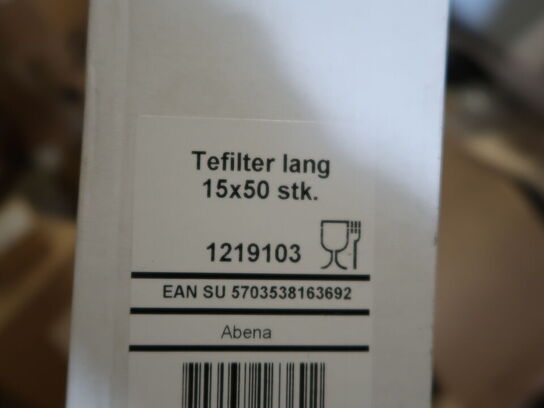 Tefilter lang
15x50 stk.
1219103
EAN SU 5703538163692
Abena